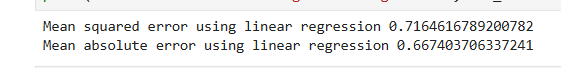 Mean squared error using linear regression 0.7164616789200782
Mean absolute error using linear regression 0.667403706337241